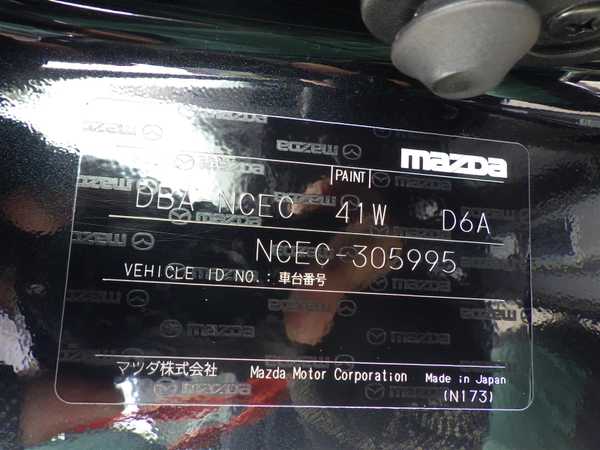 mazda
PAINT
DBA-NCEC 41W D6A
NCEC-305995
VEHICLE ID NO.:車台番号
マツダ株式会社 Mazda Motor Corporation Made in Japan
(N173)